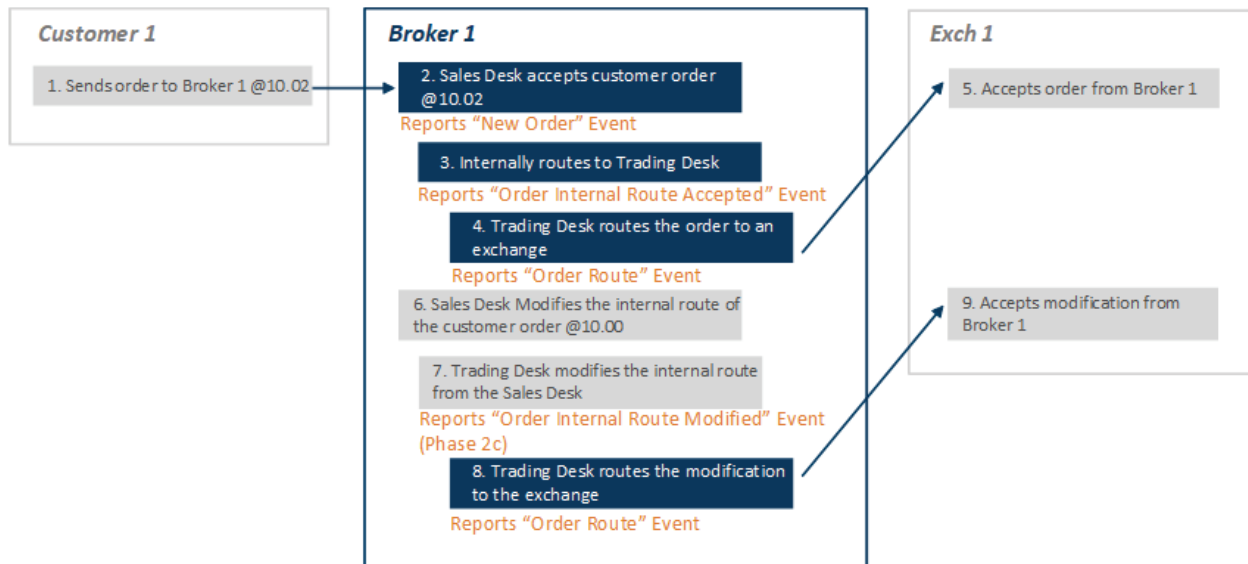 Customer 1
1. Sends order to Broker 1 @10.02
Broker 1
2. Sales Desk accepts customer order
@10.02
Reports “New Order” Event
3. Internally routes to Trading Desk
Reports “Order Internal Route Accepted” Event
4. Trading Desk routes the order to an
exchange
Reports “Order Route” Event
6. Sales Desk Modifies the internal route of
the customer order @10.00
7. Trading Desk modifies the internal route
from the Sales Desk
Reports “Order Internal Route Modified” Event
(Phase 2c)
8. Trading Desk routes the modification
to the exchange
Reports “Order Route” Event
Exch 1
5. Accepts order from Broker 1
9. Accepts modification from
Broker 1